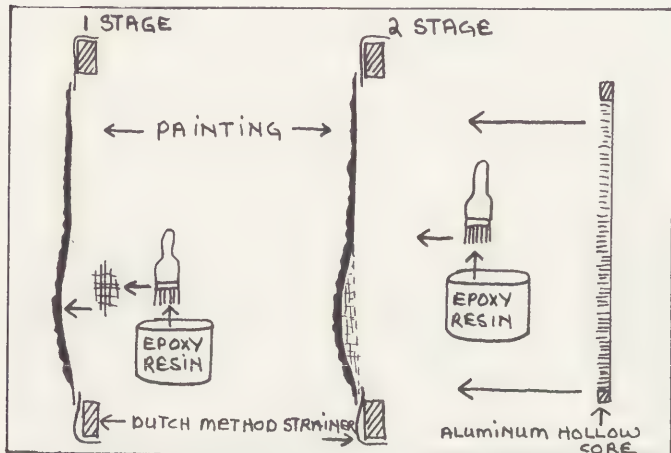 1 STAGE
2 STAGE
PAINTING
EPOXY
RESIN
EPOXY
RESIN
DUTCH METHOD STRAINER
ALUMINUM HOLLOW
CORE